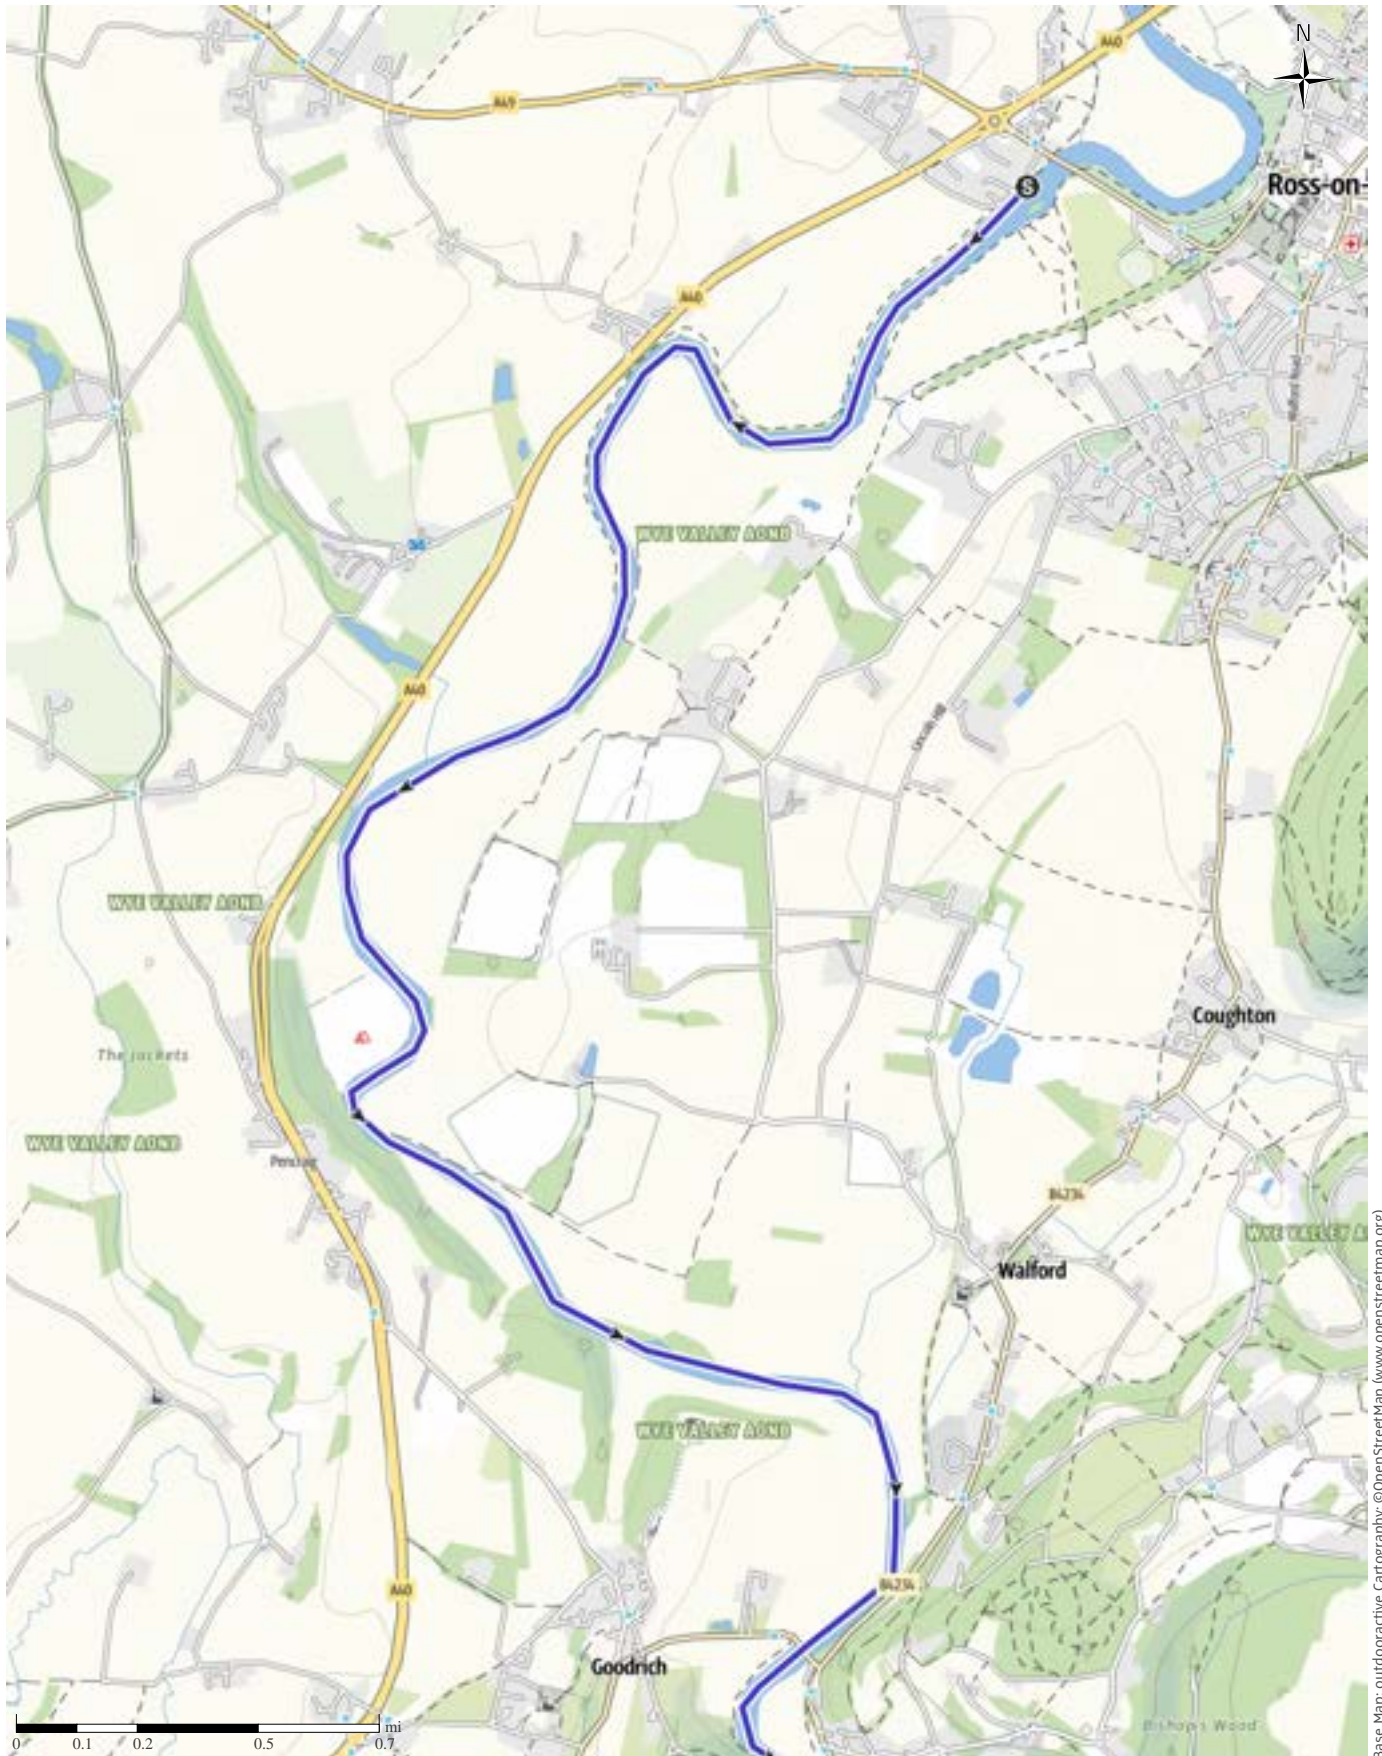 N
A40
A49
Ross-on-
A40
WYE VALLEY AONB
A40
WYE VALLEY AONB
Coughton
WYE VALLEY AONB
B4234
WYE VALLEY A
Walford
WYE VALLEY AONB
B4234
A40
Goodrich
Bishop's Wood
S
0 0.1 0.2 0.5 0.7 mi
Base Map: outdooractive Cartography; ©OpenStreetMap (www.openstreetmap.org)